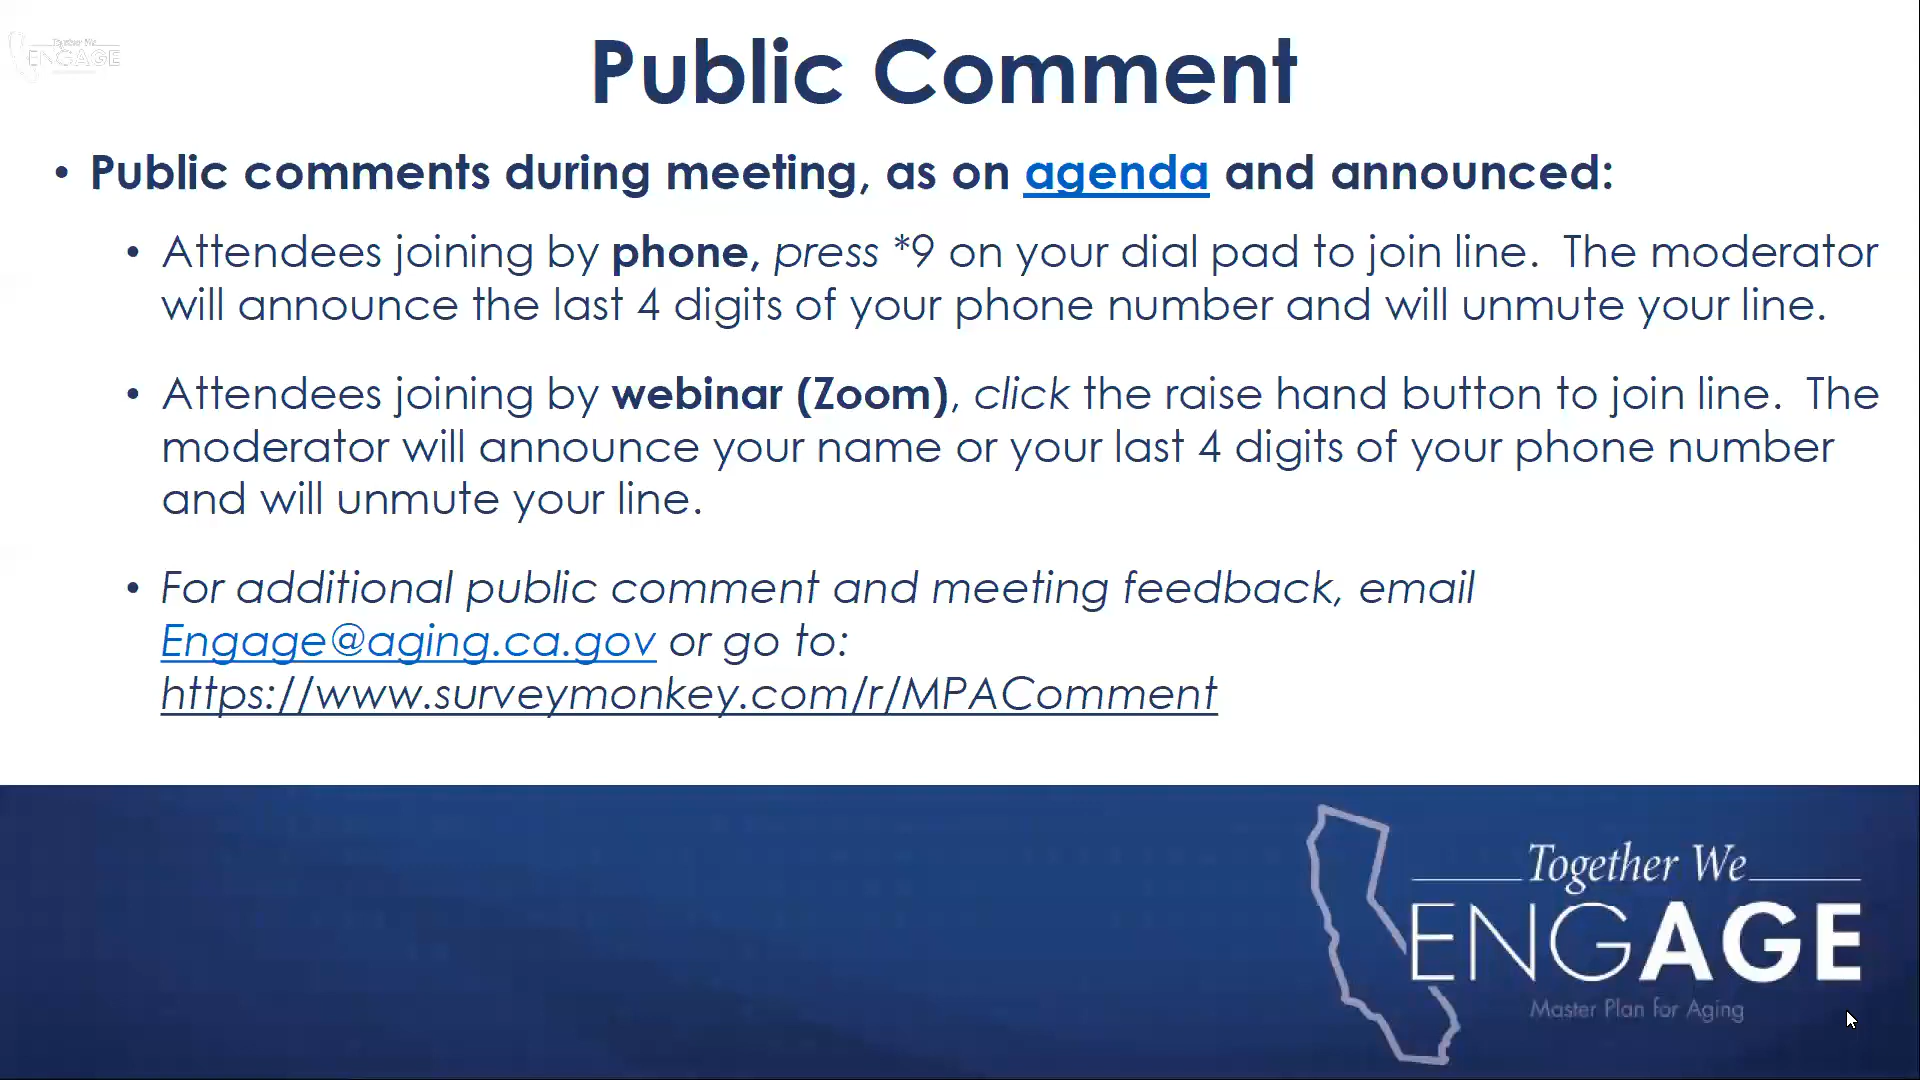 Together We
ENGAGE
Public Comment
• Public comments during meeting, as on agenda and announced:
• Attendees joining by phone, press *9 on your dial pad to join line.  The moderator
will announce the last 4 digits of your phone number and will unmute your line.
• Attendees joining by webinar (Zoom), click the raise hand button to join line.  The
moderator will announce your name or your last 4 digits of your phone number
and will unmute your line.
• For additional public comment and meeting feedback, email
Engage@aging.ca.gov or go to:
https://www.surveymonkey.com/r/MPAComment
Together We
ENGAGE
Master Plan for Aging